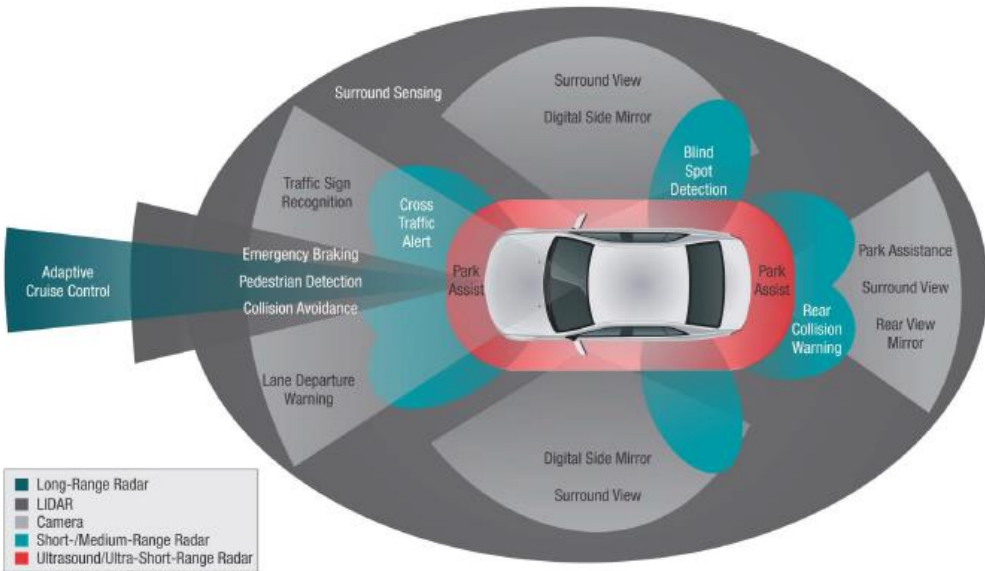 Surround Sensing
Surround View
Digital Side Mirror
Blind
Spot
Detection
Traffic Sign
Recognition
Cross
Traffic
Alert
Adaptive
Cruise Control
Emergency Braking
Pedestrian Detection
Collision Avoidance
Park
Assist
Park
Assist
Rear
Collision
Warning
Park Assistance
Surround View
Rear View
Mirror
Lane Departure
Warning
Digital Side Mirror
Surround View
Long-Range Radar
LIDAR
Camera
Short-/Medium-Range Radar
Ultrasound/Ultra-Short-Range Radar